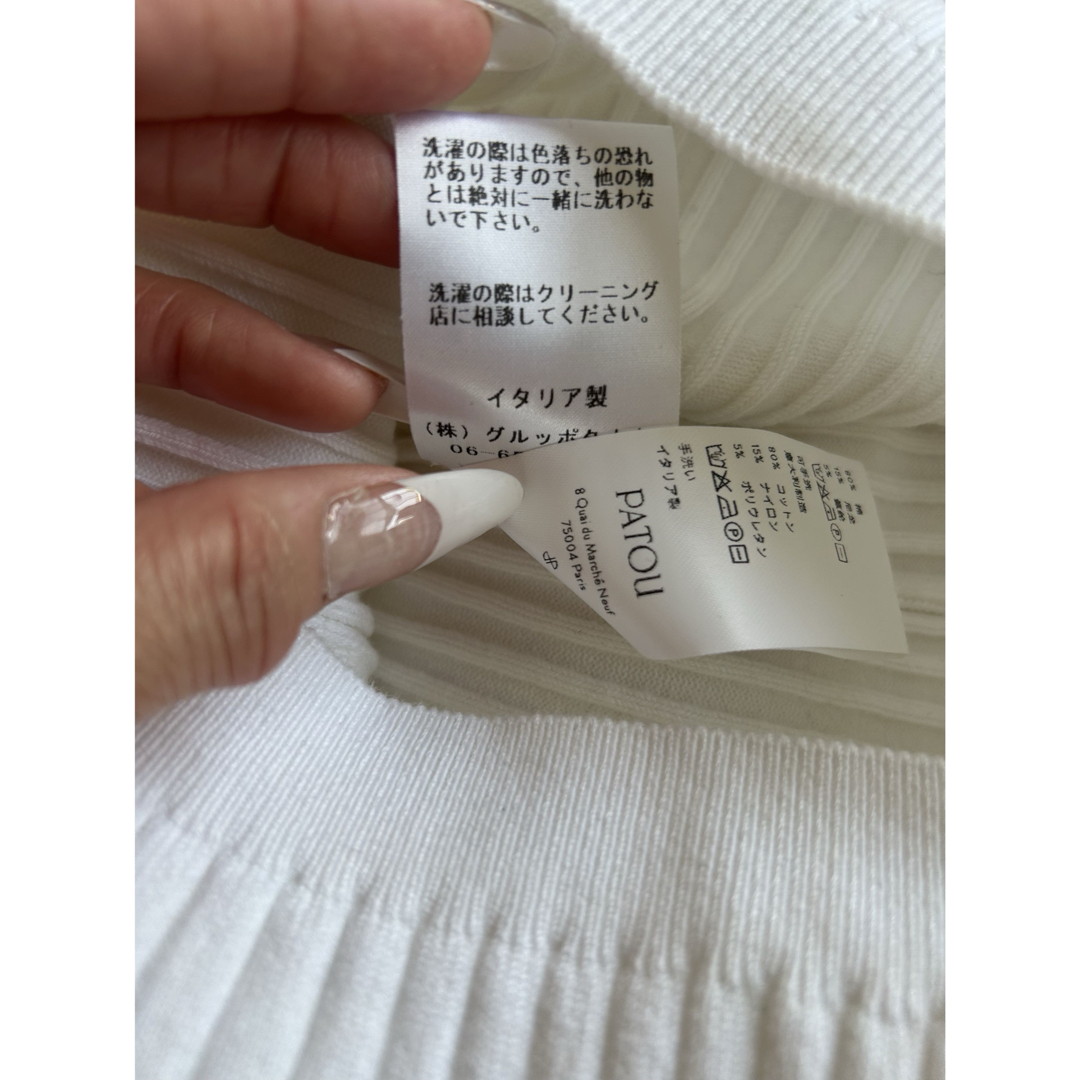 洗濯の際は色落ちの恐れ
がありますので、他の物
とは絶対に一緒に洗わな
いで下さい。
洗濯の際はクリーニング
店に相談してください。
イタリア製
(株) グルッポタ
06-6
PATOU
8 Quai du Marché Neuf
75004 Paris
手洗い
イタリア製
80% コットン
15% ナイロン
5% ポリウレタン